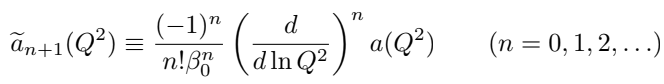 $$\widetilde{a}_{n+1}(Q^2) \equiv \frac{(-1)^n}{n!\beta_0^n} \left( \frac{d}{d \ln Q^2} \right)^n a(Q^2) \qquad (n = 0, 1, 2, \ldots)$$